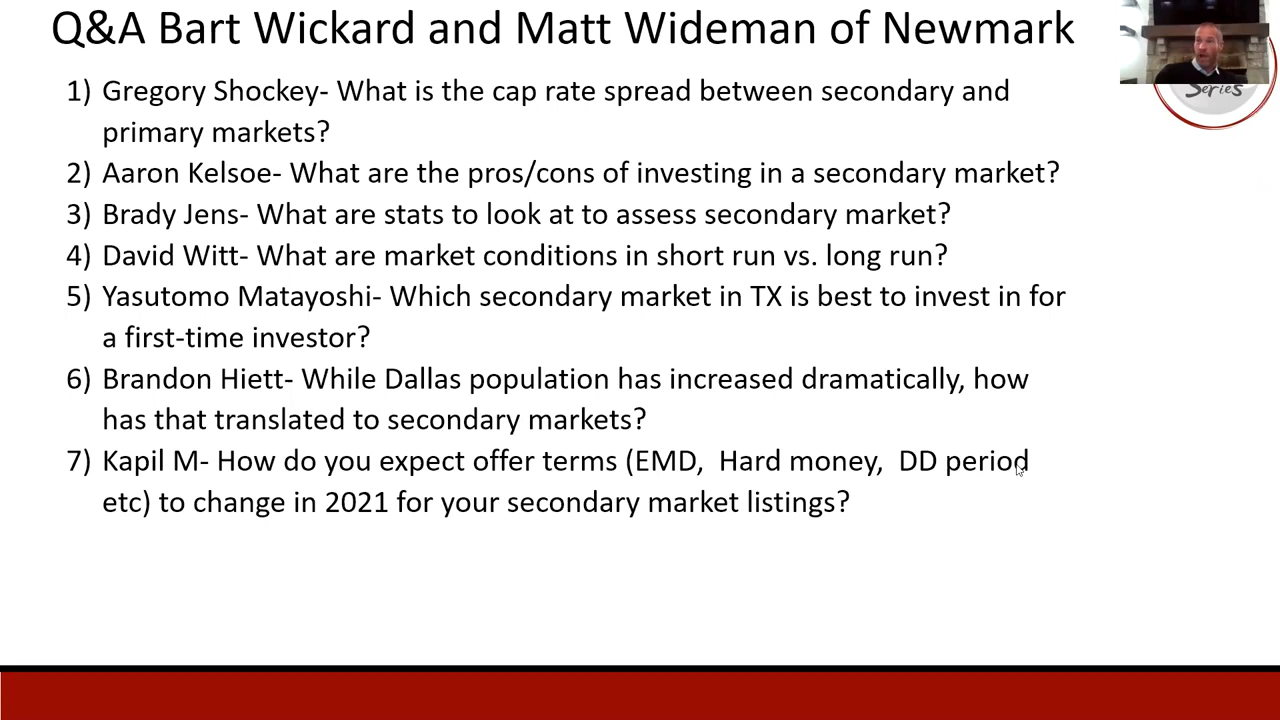 Q&A Bart Wickard and Matt Wideman of Newmark
1) Gregory Shockey- What is the cap rate spread between secondary and
primary markets?
2) Aaron Kelsoe- What are the pros/cons of investing in a secondary market?
3) Brady Jens- What are stats to look at to assess secondary market?
4) David Witt- What are market conditions in short run vs. long run?
5) Yasutomo Matayoshi- Which secondary market in TX is best to invest in for
a first-time investor?
6) Brandon Hiett- While Dallas population has increased dramatically, how
has that translated to secondary markets?
7) Kapil M- How do you expect offer terms (EMD,  Hard money,  DD period
etc) to change in 2021 for your secondary market listings?
Series